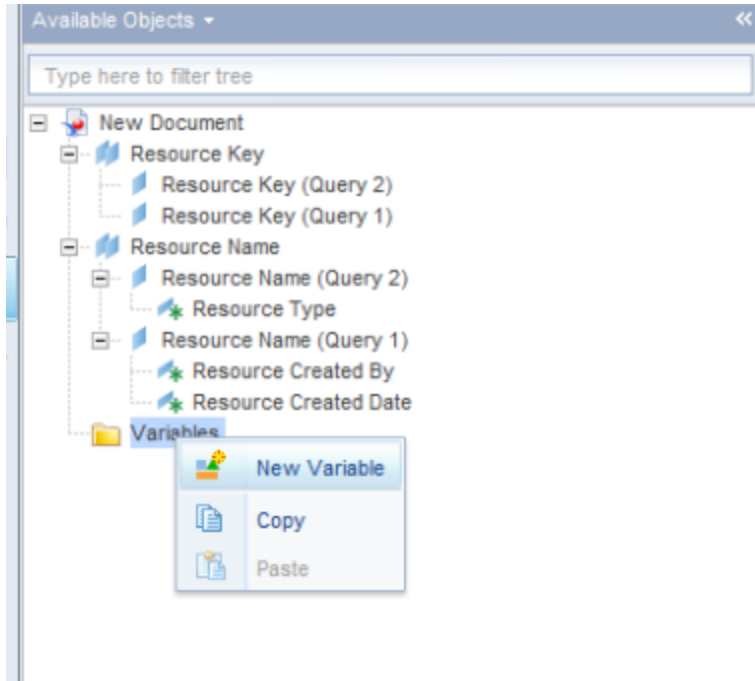 Available Objects
Type here to filter tree
New Document
Resource Key
Resource Key (Query 2)
Resource Key (Query 1)
Resource Name
Resource Name (Query 2)
Resource Type
Resource Name (Query 1)
Resource Created By
Resource Created Date
Variables
New Variable
Copy
Paste